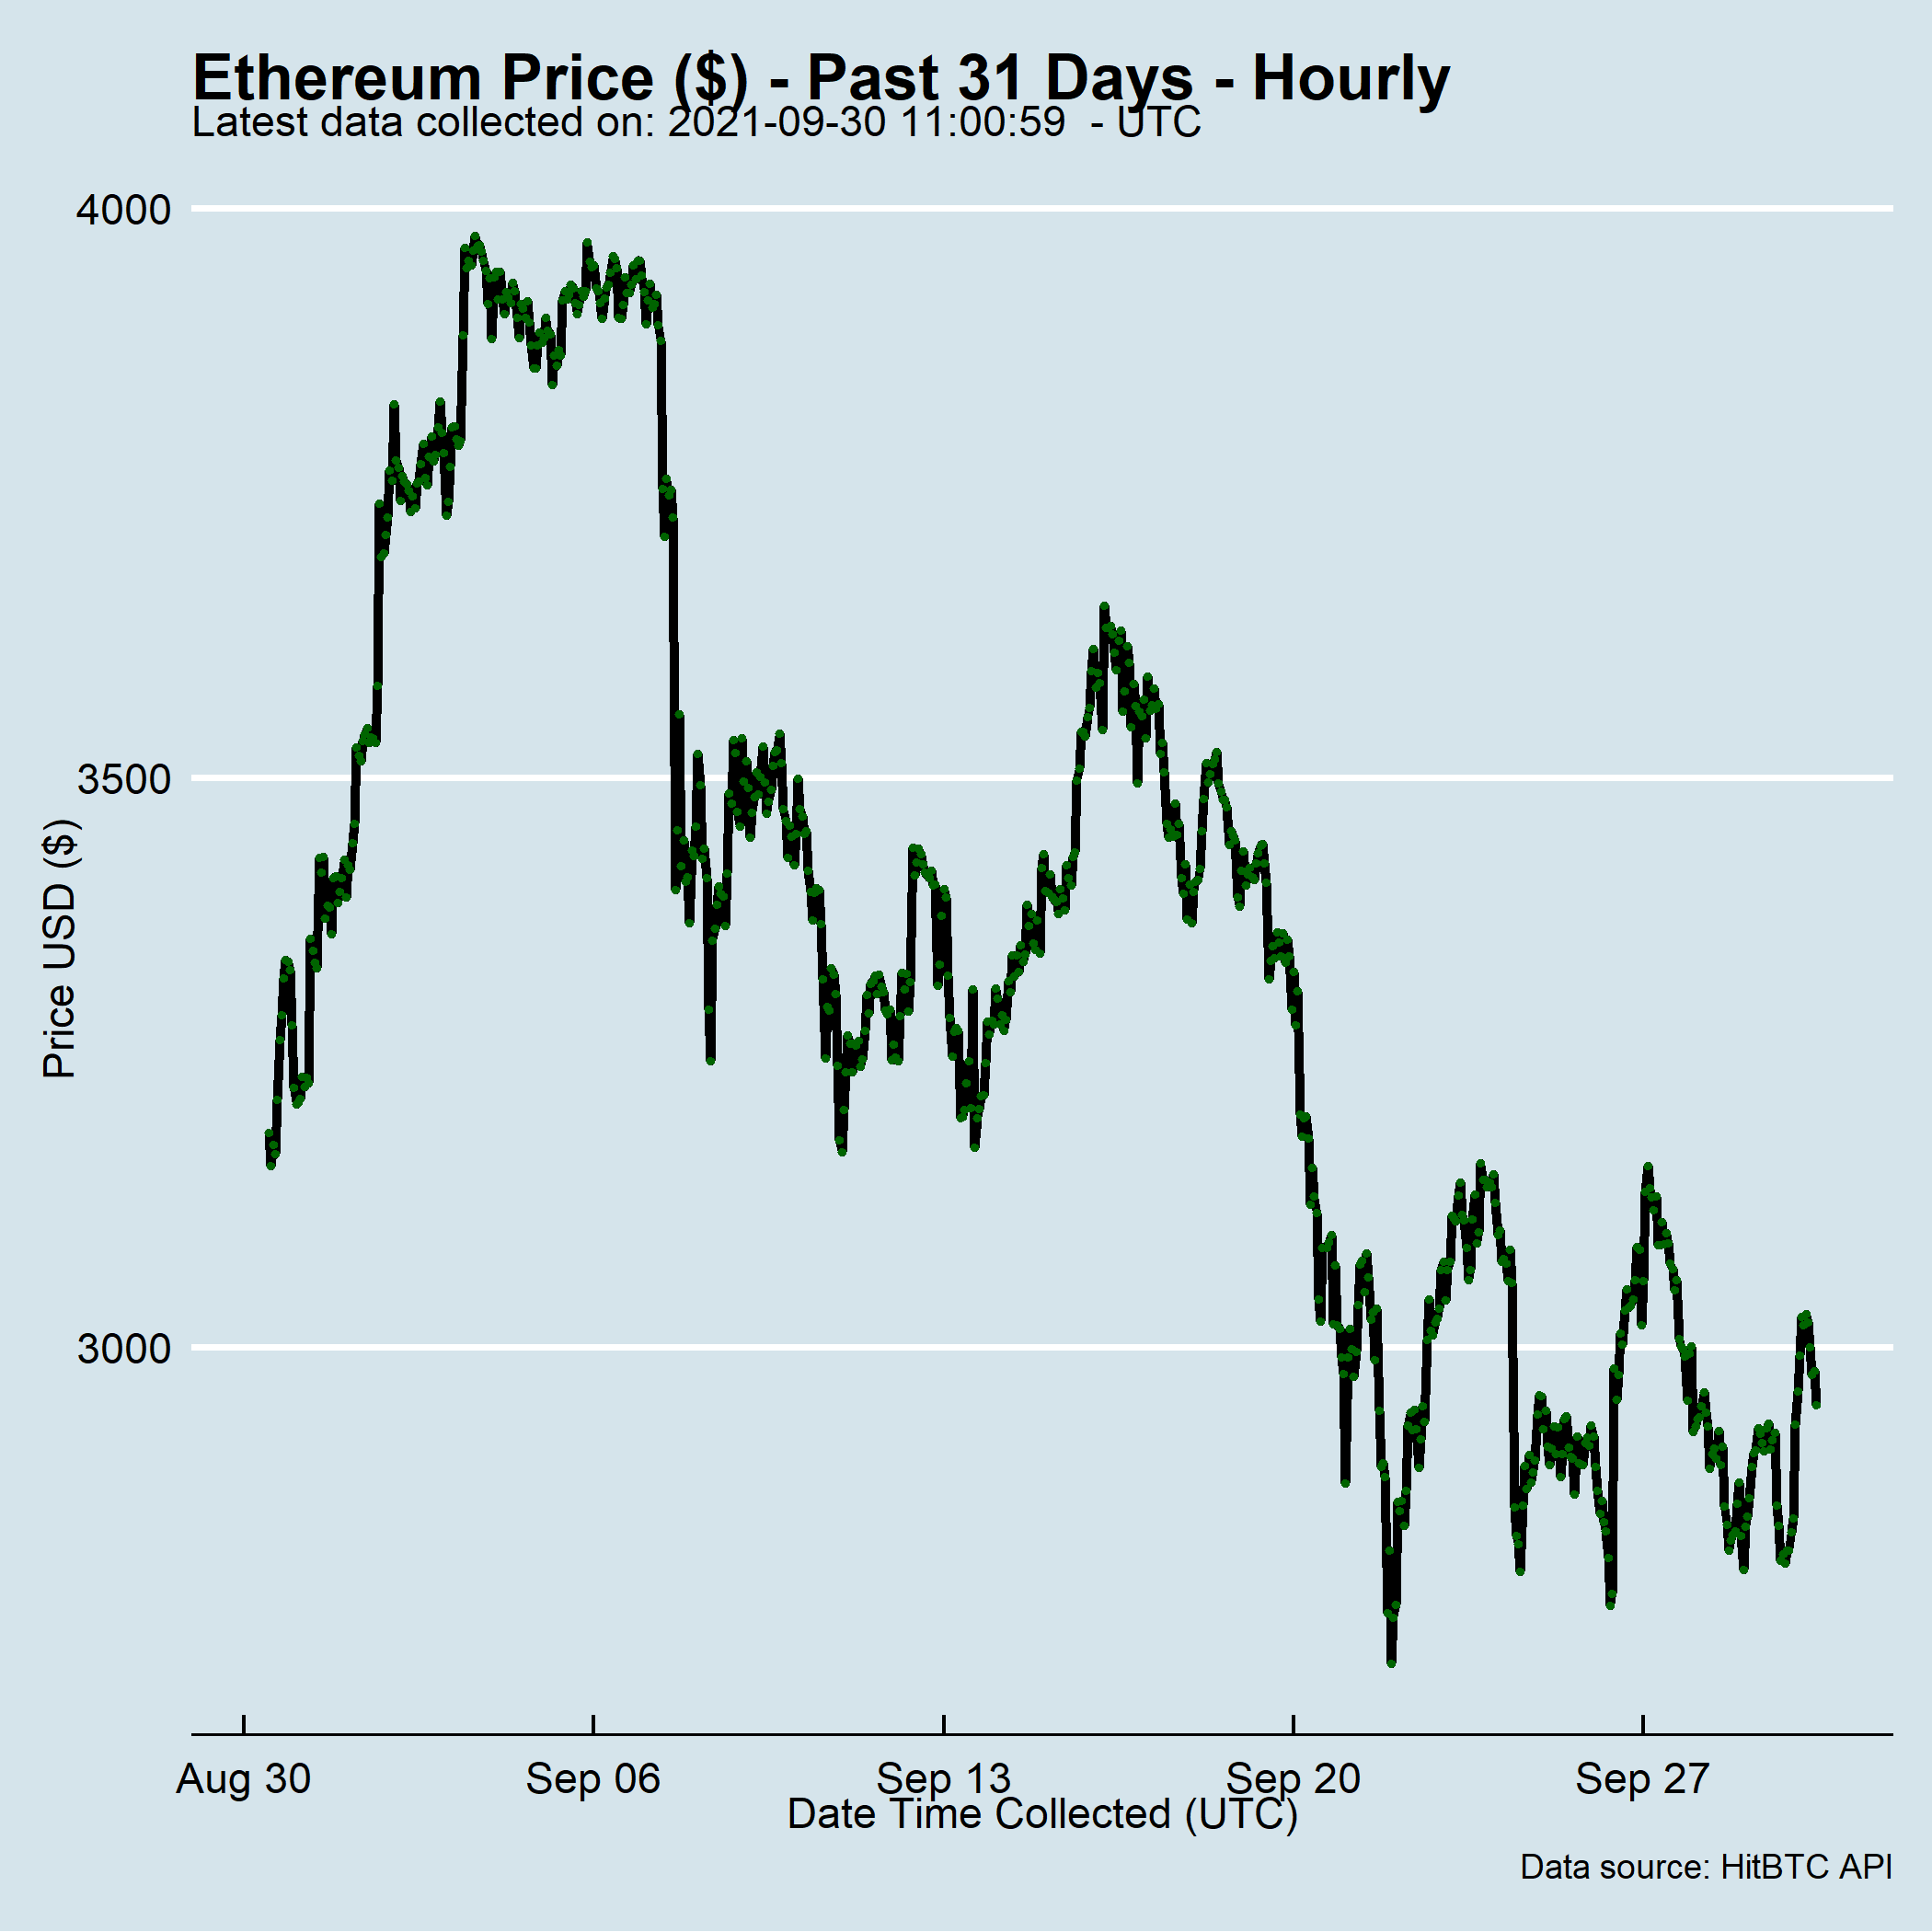 Ethereum Price ($) - Past 31 Days - Hourly
Latest data collected on: 2021-09-30 11:00:59  - UTC
4000
3500
3000
Price USD ($)
Aug 30
Sep 06
Sep 13
Sep 20
Sep 27
Date Time Collected (UTC)
Data source: HitBTC API